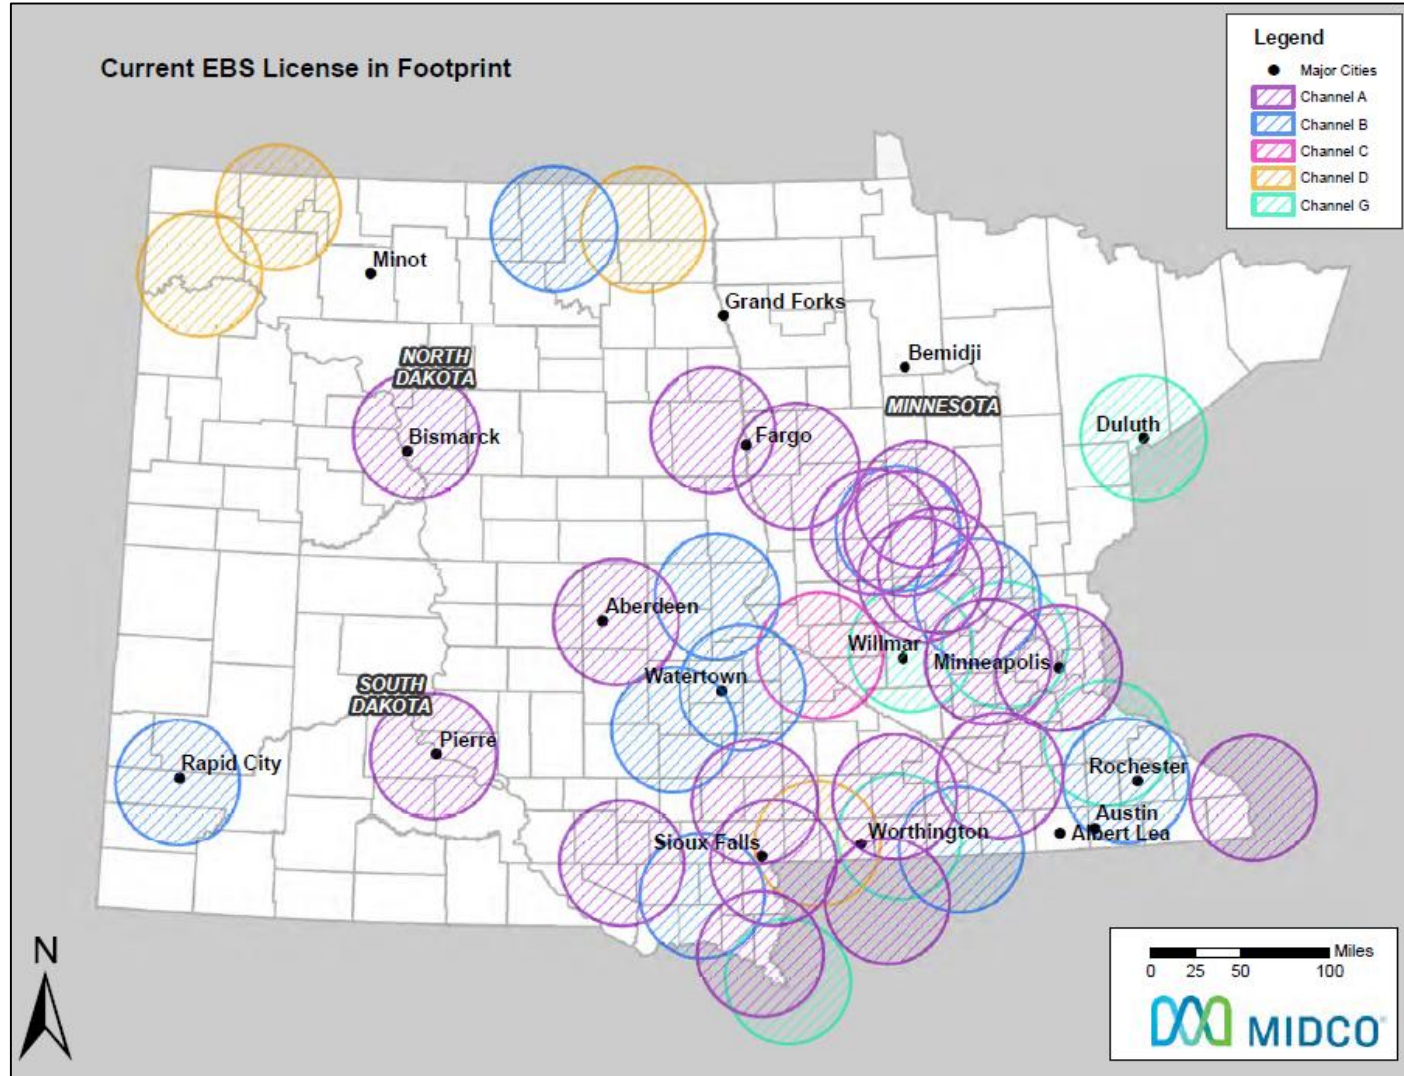 Current EBS License in Footprint
Legend
Major Cities
Channel A
Channel B
Channel C
Channel D
Channel G
Minot
Grand Forks
NORTH
DAKOTA
Bemidji
MINNESOTA
Bismarck
Fargo
Duluth
Aberdeen
Willmar
Minneapolis
Watertown
SOUTH
DAKOTA
Pierre
Rapid City
Rochester
Austin
Albert Lea
Sioux Falls
Worthington
N
Miles
0 25 50 100
MIDCO